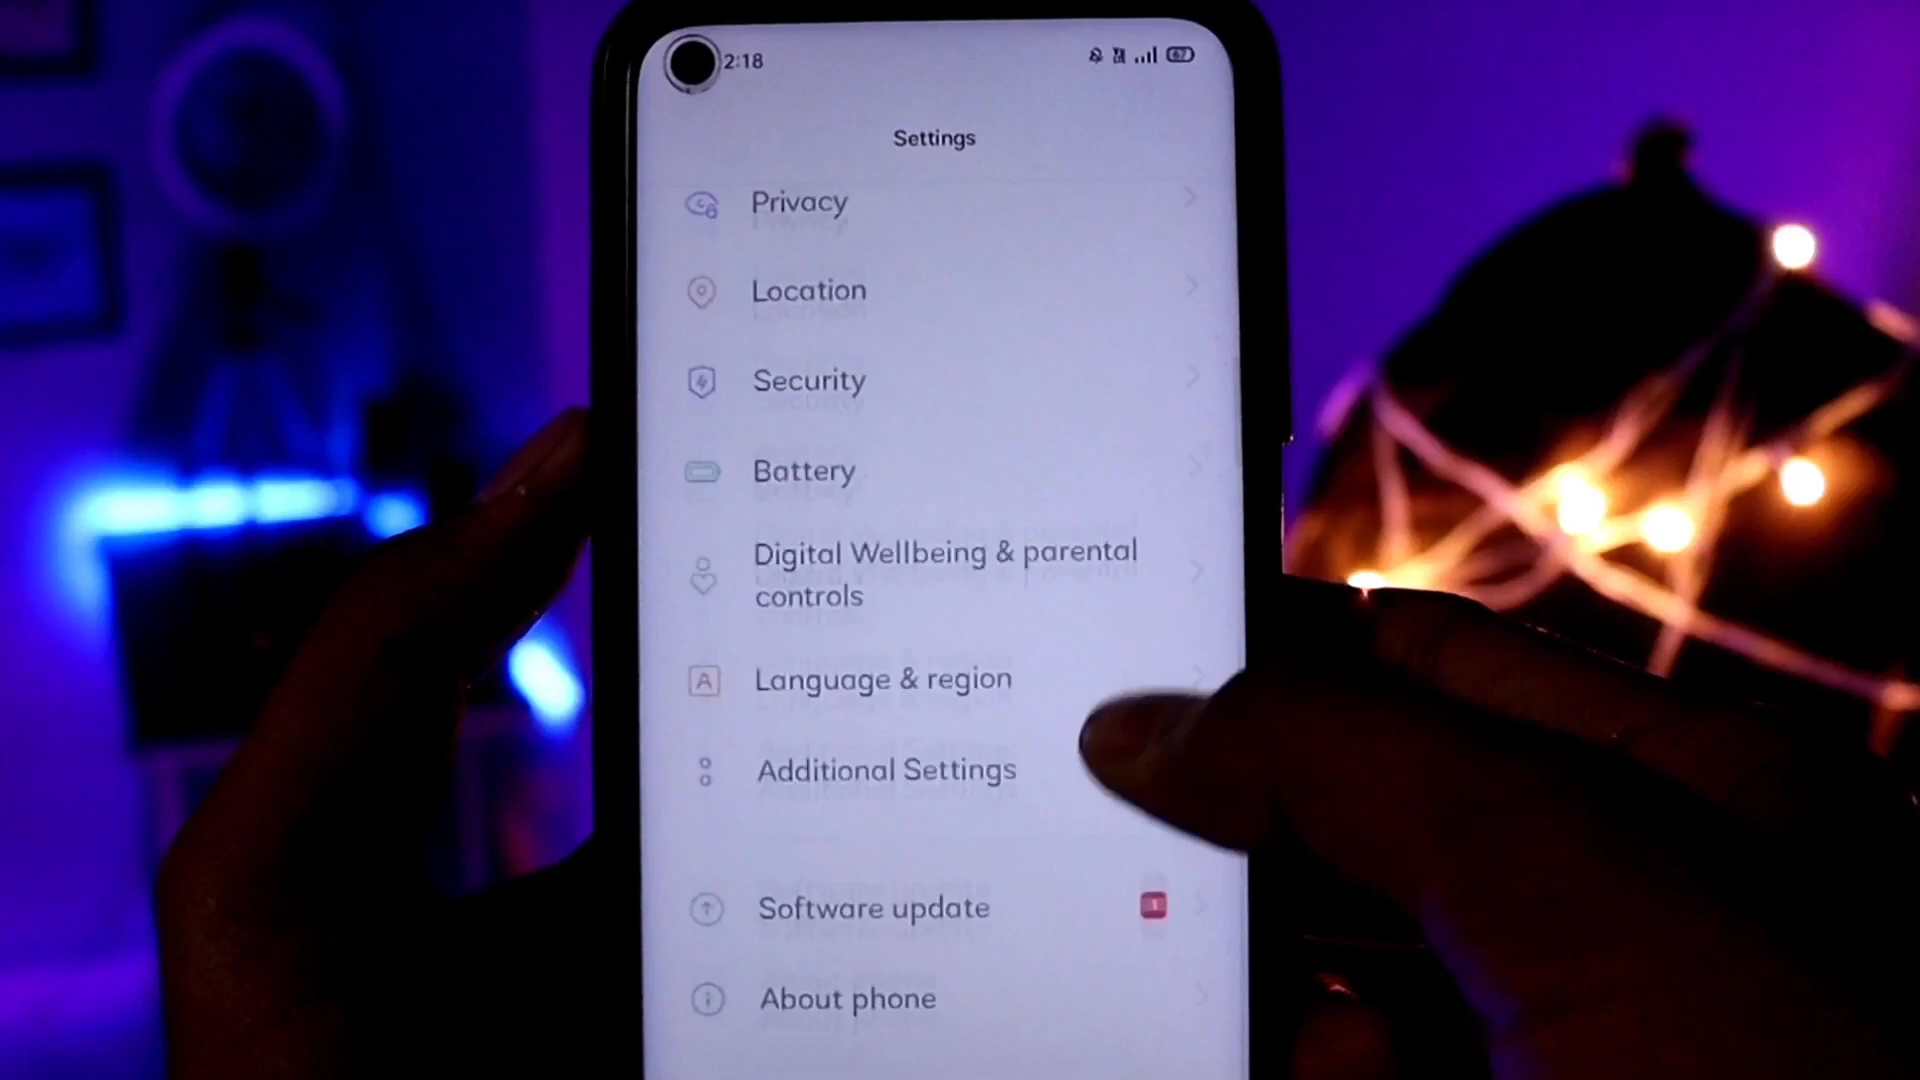 2:18
Settings
Privacy
Location
Security
Battery
Digital Wellbeing & parental
controls
A Language & region
Additional Settings
Software update 1
About phone